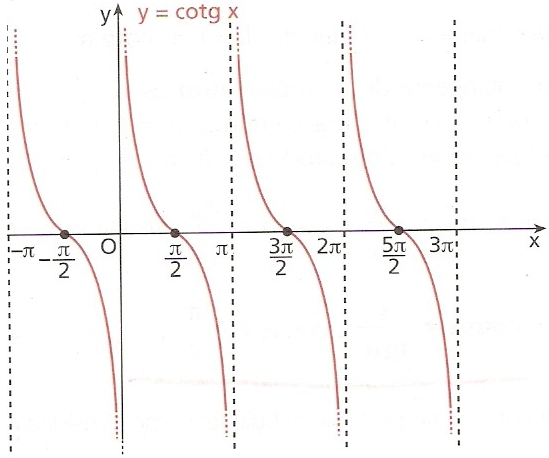 y y = cotg x
-π -π/2 O π/2 π 3π/2 2π 5π/2 3π x